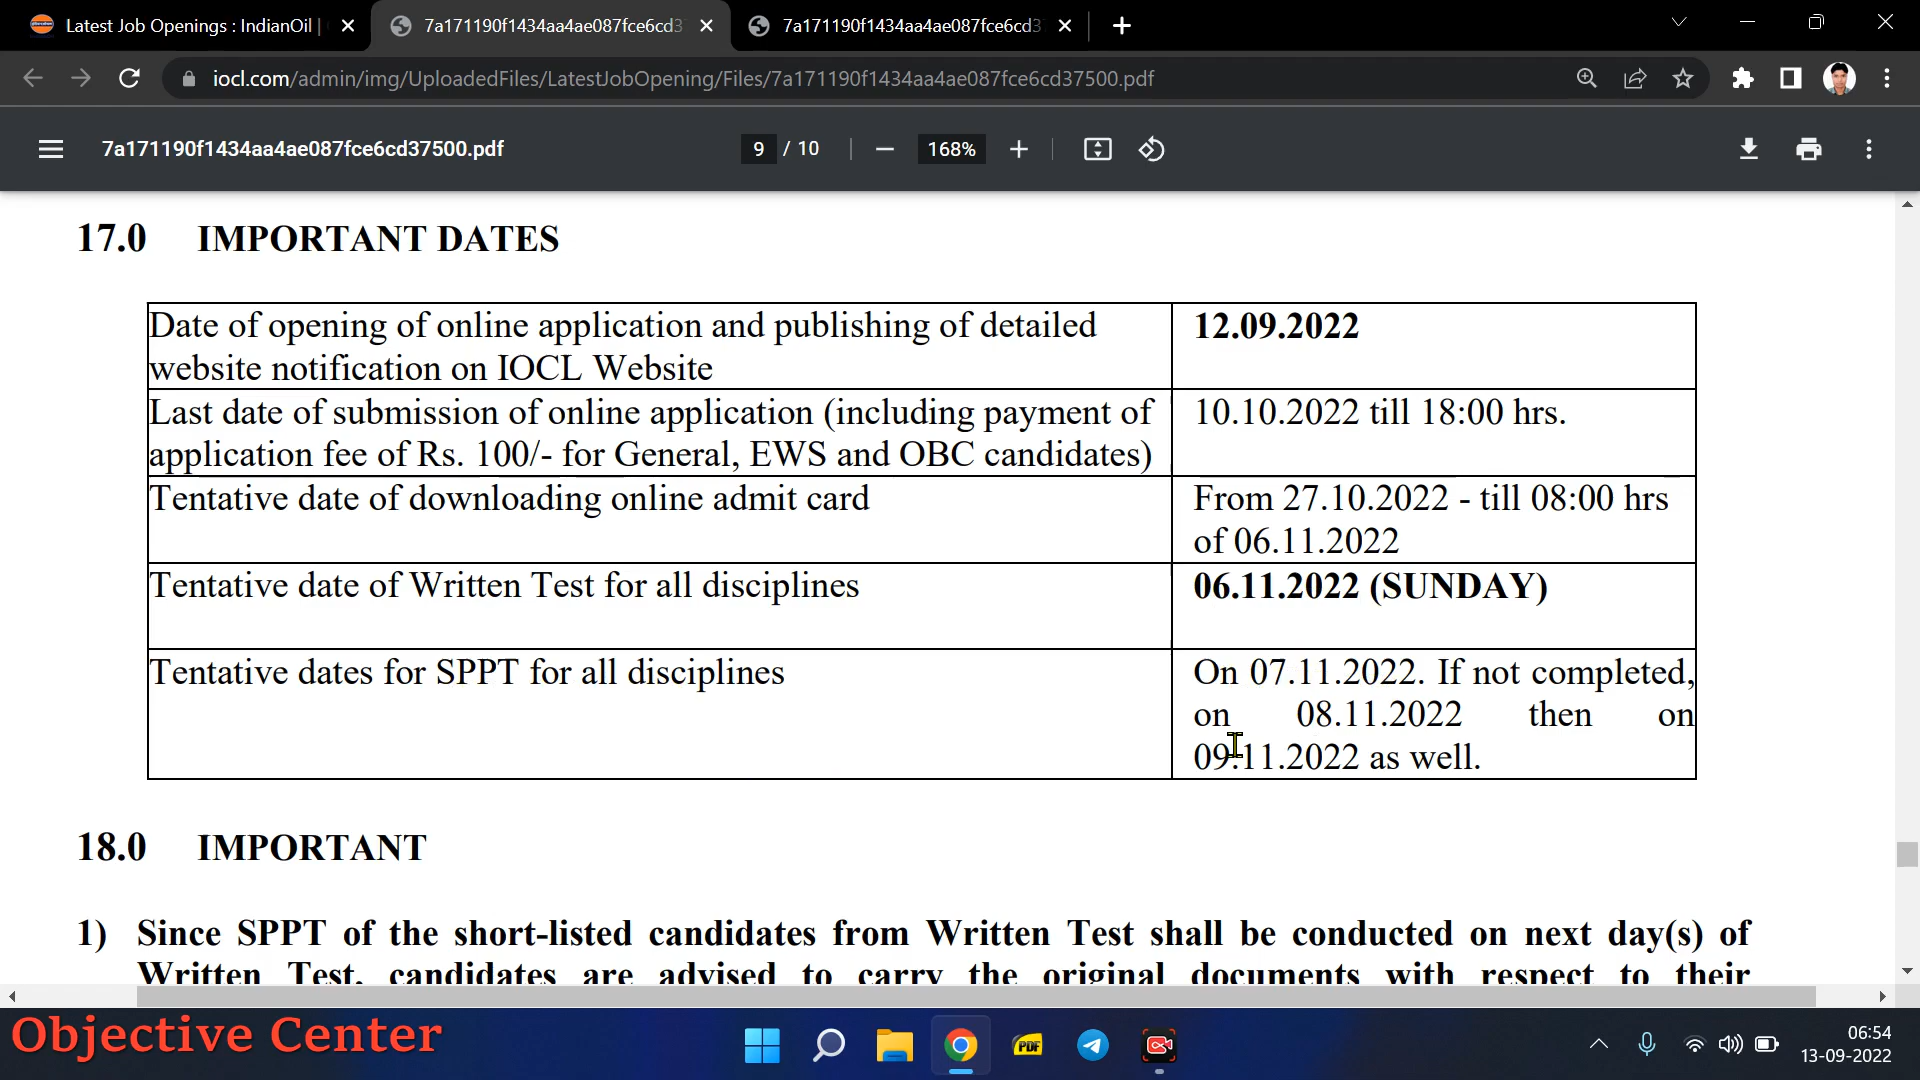 Latest Job Openings : IndianOil |
7a171190f1434aa4ae087fce6cd3
7a171190f1434aa4ae087fce6cd3
iocl.com/admin/img/UploadedFiles/LatestJobOpening/Files/7a171190f1434aa4ae087fce6cd37500.pdf
7a171190f1434aa4ae087fce6cd37500.pdf
9 / 10
168%
17.0 IMPORTANT DATES
Date of opening of online application and publishing of detailed
website notification on IOCL Website
12.09.2022
Last date of submission of online application (including payment of
application fee of Rs. 100/- for General, EWS and OBC candidates)
10.10.2022 till 18:00 hrs.
Tentative date of downloading online admit card
From 27.10.2022 - till 08:00 hrs
of 06.11.2022
Tentative date of Written Test for all disciplines
06.11.2022 (SUNDAY)
Tentative dates for SPPT for all disciplines
On 07.11.2022. If not completed,
on 08.11.2022 then on
09.11.2022 as well.
18.0 IMPORTANT
1) Since SPPT of the short-listed candidates from Written Test shall be conducted on next day(s) of
Written Test, candidates are advised to carry the original documents with respect to their
Objective Center
PDF
06:54
13-09-2022